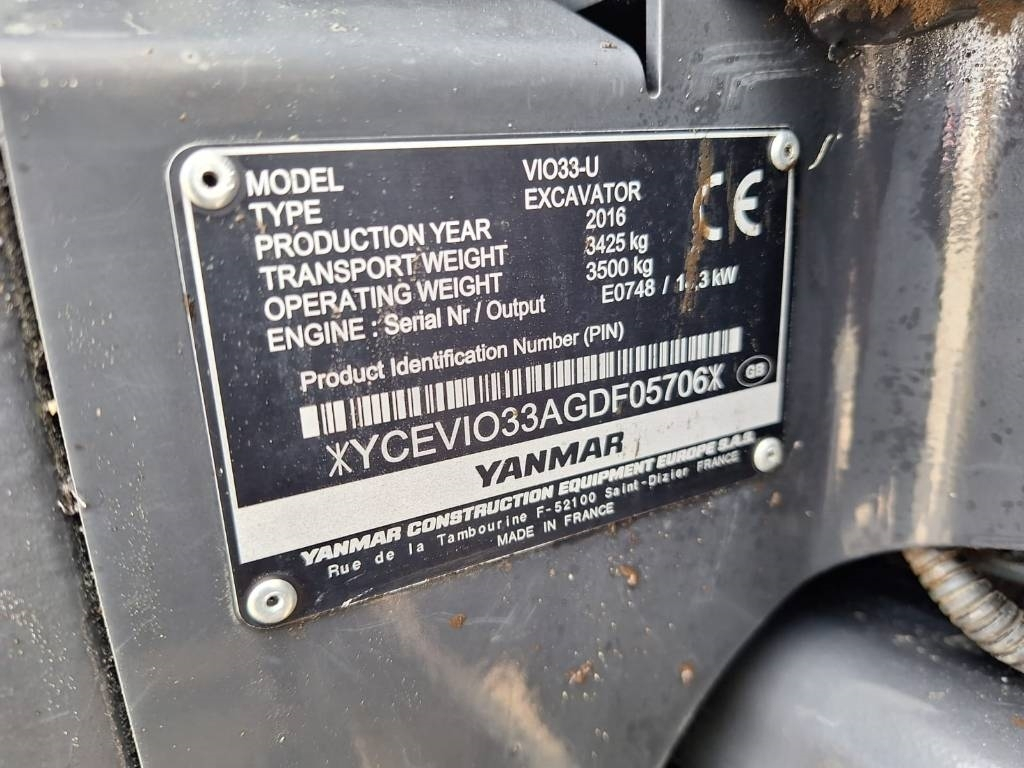 MODEL VIO33-U
TYPE EXCAVATOR
PRODUCTION YEAR 2016
TRANSPORT WEIGHT 3425 kg
OPERATING WEIGHT 3500 kg
ENGINE : Serial Nr / Output E0748 / kW
CE
Product Identification Number (PIN)
GB
*YCEVIO33AGDF05706*
YANMAR
YANMAR CONSTRUCTION EQUIPMENT EUROPE S.A.S.
Rue de la Tambourine F-52100 Saint-Dizier FRANCE
MADE IN FRANCE